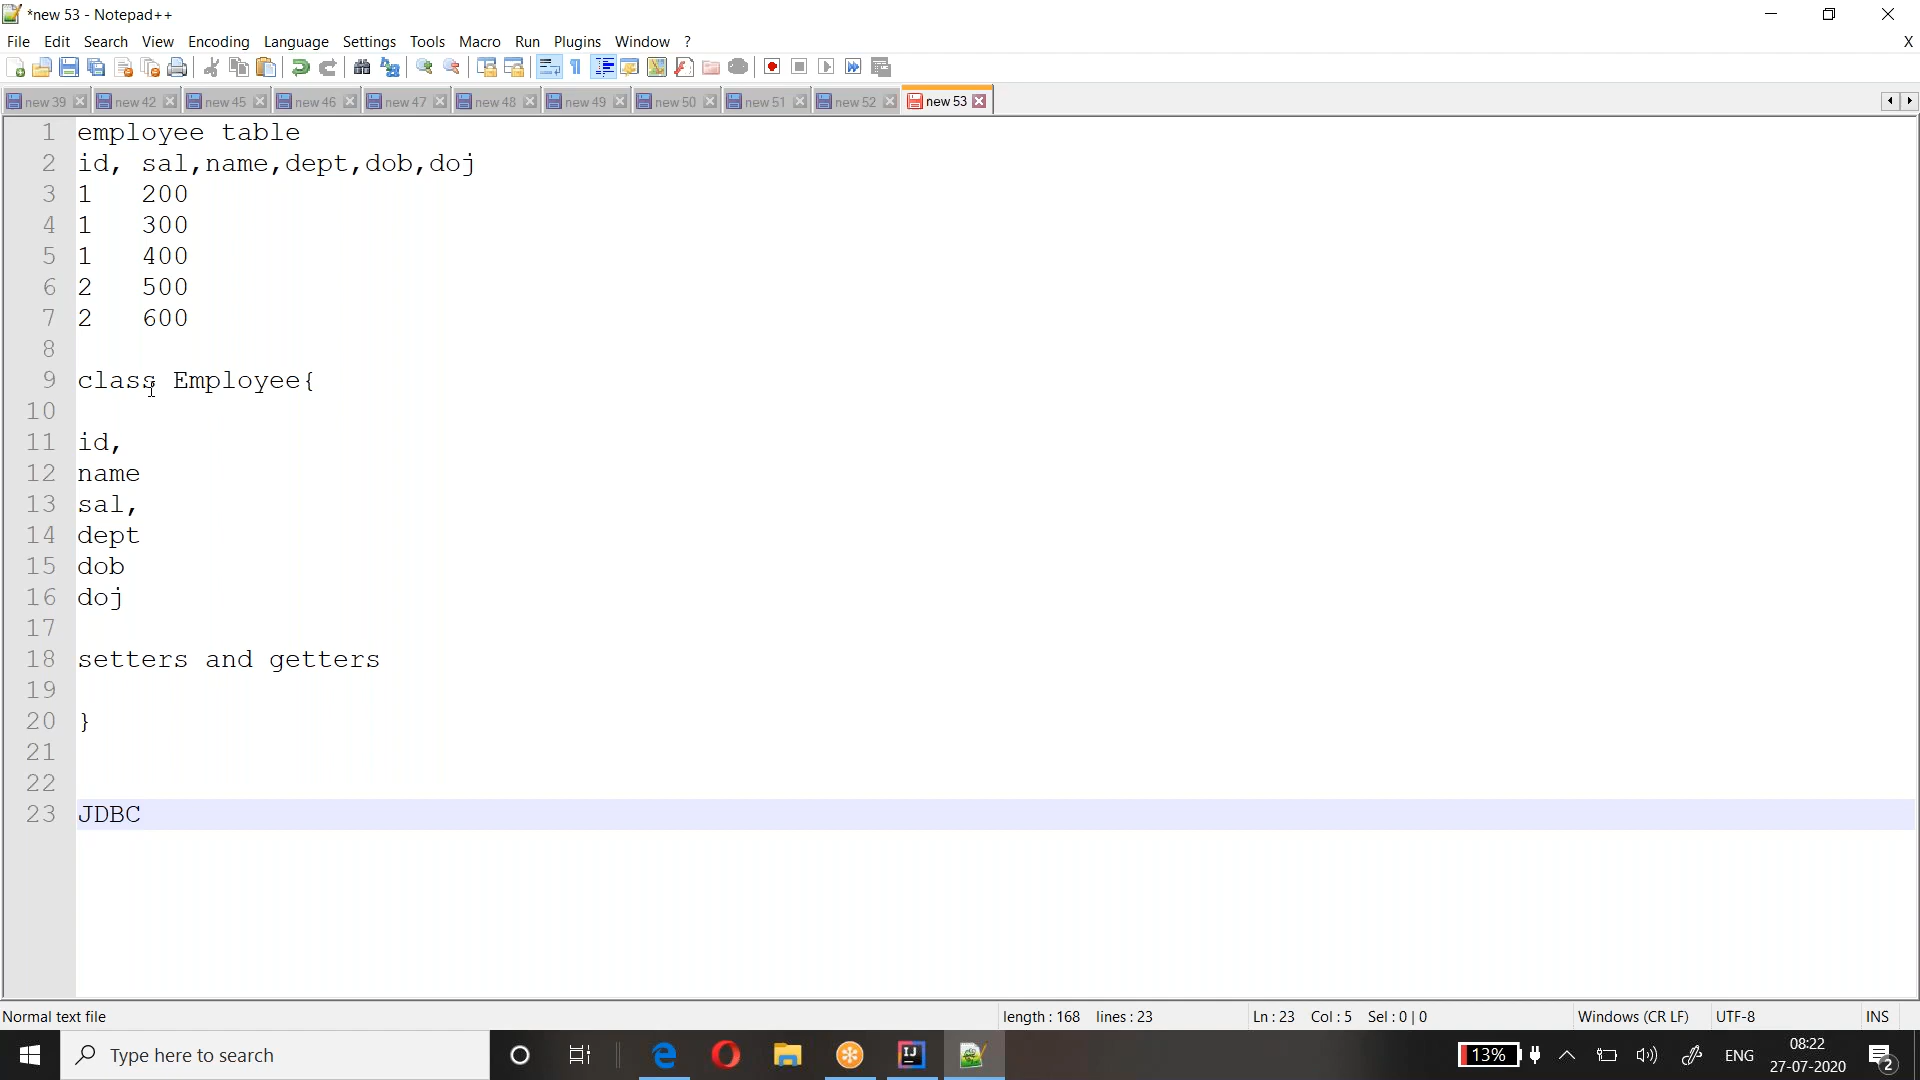 *new 53 - Notepad++
File Edit Search View Encoding Language Settings Tools Macro Run Plugins Window ? X
new 39 new 42 new 45 new 46 new 47 new 48 new 49 new 50 new 51 new 52 new 53
1 employee table
2 id, sal,name,dept,dob,doj
3 1 200
4 1 300
5 1 400
6 2 500
7 2 600
8
9 class Employee{
10
11 id,
12 name
13 sal,
14 dept
15 dob
16 doj
17
18 setters and getters
19
20 }
21
22
23 JDBC
Normal text file length : 168 lines : 23 Ln : 23 Col : 5 Sel : 0 | 0 Windows (CR LF) UTF-8 INS
Type here to search IJ 13% ENG 08:22
27-07-2020 2